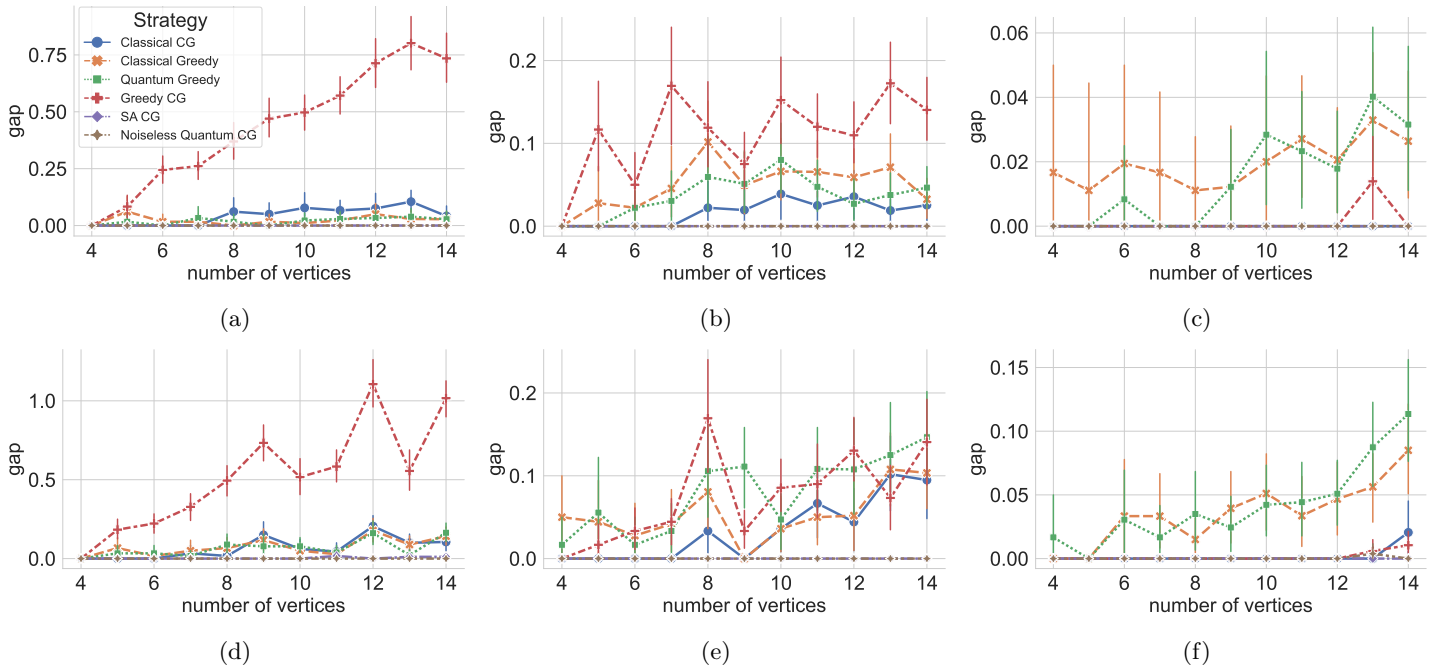 Strategy
Classical CG
Classical Greedy
Quantum Greedy
Greedy CG
SA CG
Noiseless Quantum CG
gap
0.75
0.50
0.25
0.00
4 6 8 10 12 14
number of vertices
(a)
gap
0.2
0.1
0.0
4 6 8 10 12 14
number of vertices
(b)
gap
0.06
0.04
0.02
0.00
4 6 8 10 12 14
number of vertices
(c)
gap
1.0
0.5
0.0
4 6 8 10 12 14
number of vertices
(d)
gap
0.2
0.1
0.0
4 6 8 10 12 14
number of vertices
(e)
gap
0.15
0.10
0.05
0.00
4 6 8 10 12 14
number of vertices
(f)